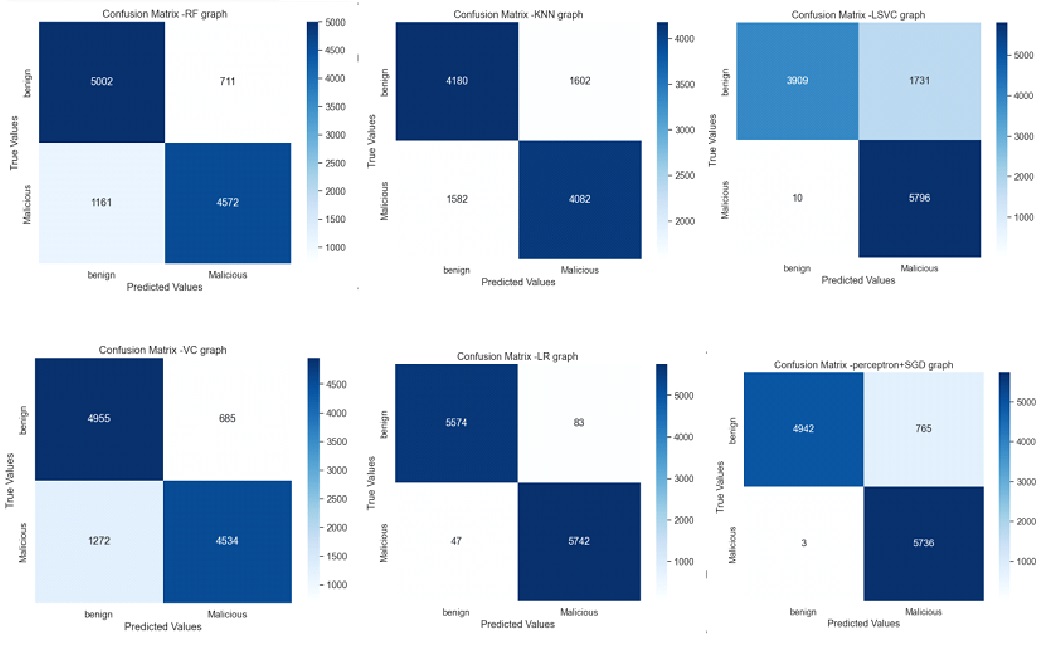 Confusion Matrix -RF graph
5000
4500
4000
3500
3000
2500
2000
1500
1000
True Values
benign
Malicious
5002 711
1161 4572
benign Malicious
Predicted Values
Confusion Matrix -KNN graph
4000
3500
3000
2500
2000
True Values
benign
Malicious
4180 1602
1582 4082
benign Malicious
Predicted Values
Confusion Matrix -LSVC graph
5000
4000
3000
2000
1000
True Values
benign
Malicious
3909 1731
10 5796
benign Malicious
Predicted Values
Confusion Matrix -VC graph
4500
4000
3500
3000
2500
2000
1500
1000
True Values
benign
Malicious
4955 685
1272 4534
benign Malicious
Predicted Values
Confusion Matrix -LR graph
5000
4000
3000
2000
1000
True Values
benign
Malicious
5574 83
47 5742
benign Malicious
Predicted Values
Confusion Matrix -perceptron+SGD graph
5000
4000
3000
2000
1000
True Values
benign
Malicious
4942 765
3 5736
benign Malicious
Predicted Values